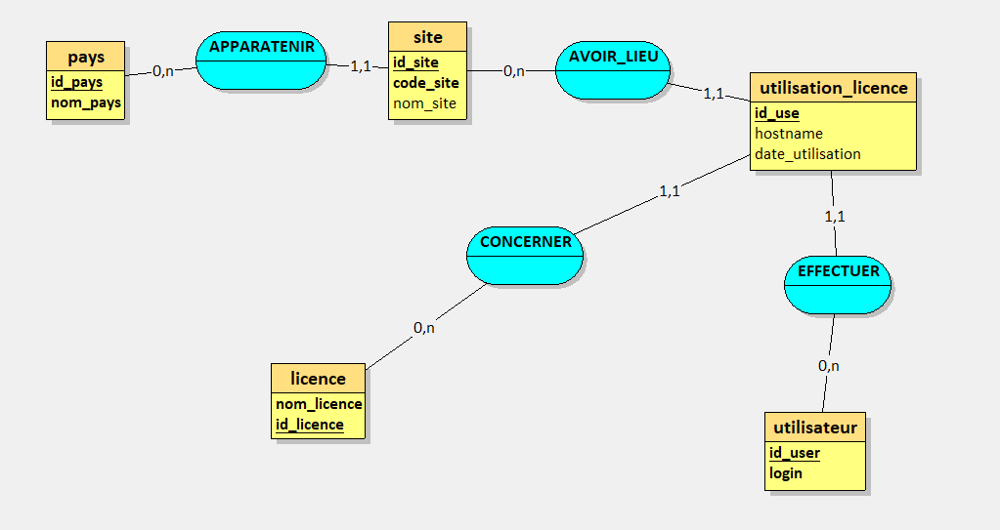 pays
id_pays
nom_pays
0,n
APPARATENIR
1,1
site
id_site
code_site
nom_site
0,n
AVOIR_LIEU
1,1
utilisation_licence
id_use
hostname
date_utilisation
1,1
CONCERNER
0,n
licence
nom_licence
id_licence
1,1
EFFECTUER
0,n
utilisateur
id_user
login